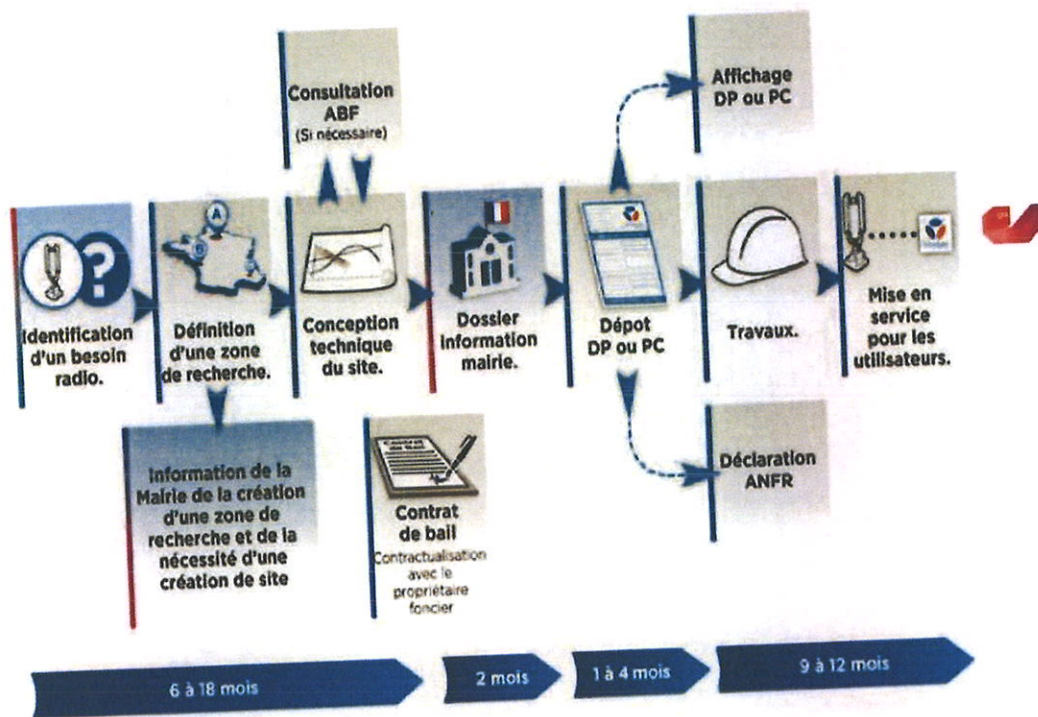 Consultation
ABF
(Si nécessaire)
Affichage
DP ou PC
A
?
Identification
d'un besoin
radio.
Définition
d'une zone
de recherche.
Conception
technique
du site.
Dossier
Information
mairie.
Dépot
DP ou PC
Travaux.
Mise en
service
pour les
utilisateurs.
Information de la
Mairie de la création
d'une zone de
recherche et de la
nécessité d'une
création de site
Contrat
de Bail
Contrat
de bail
Contractualisation
avec le
propriétaire
foncier
Déclaration
ANFR
6 à 18 mois
2 mois
1 à 4 mois
9 à 12 mois